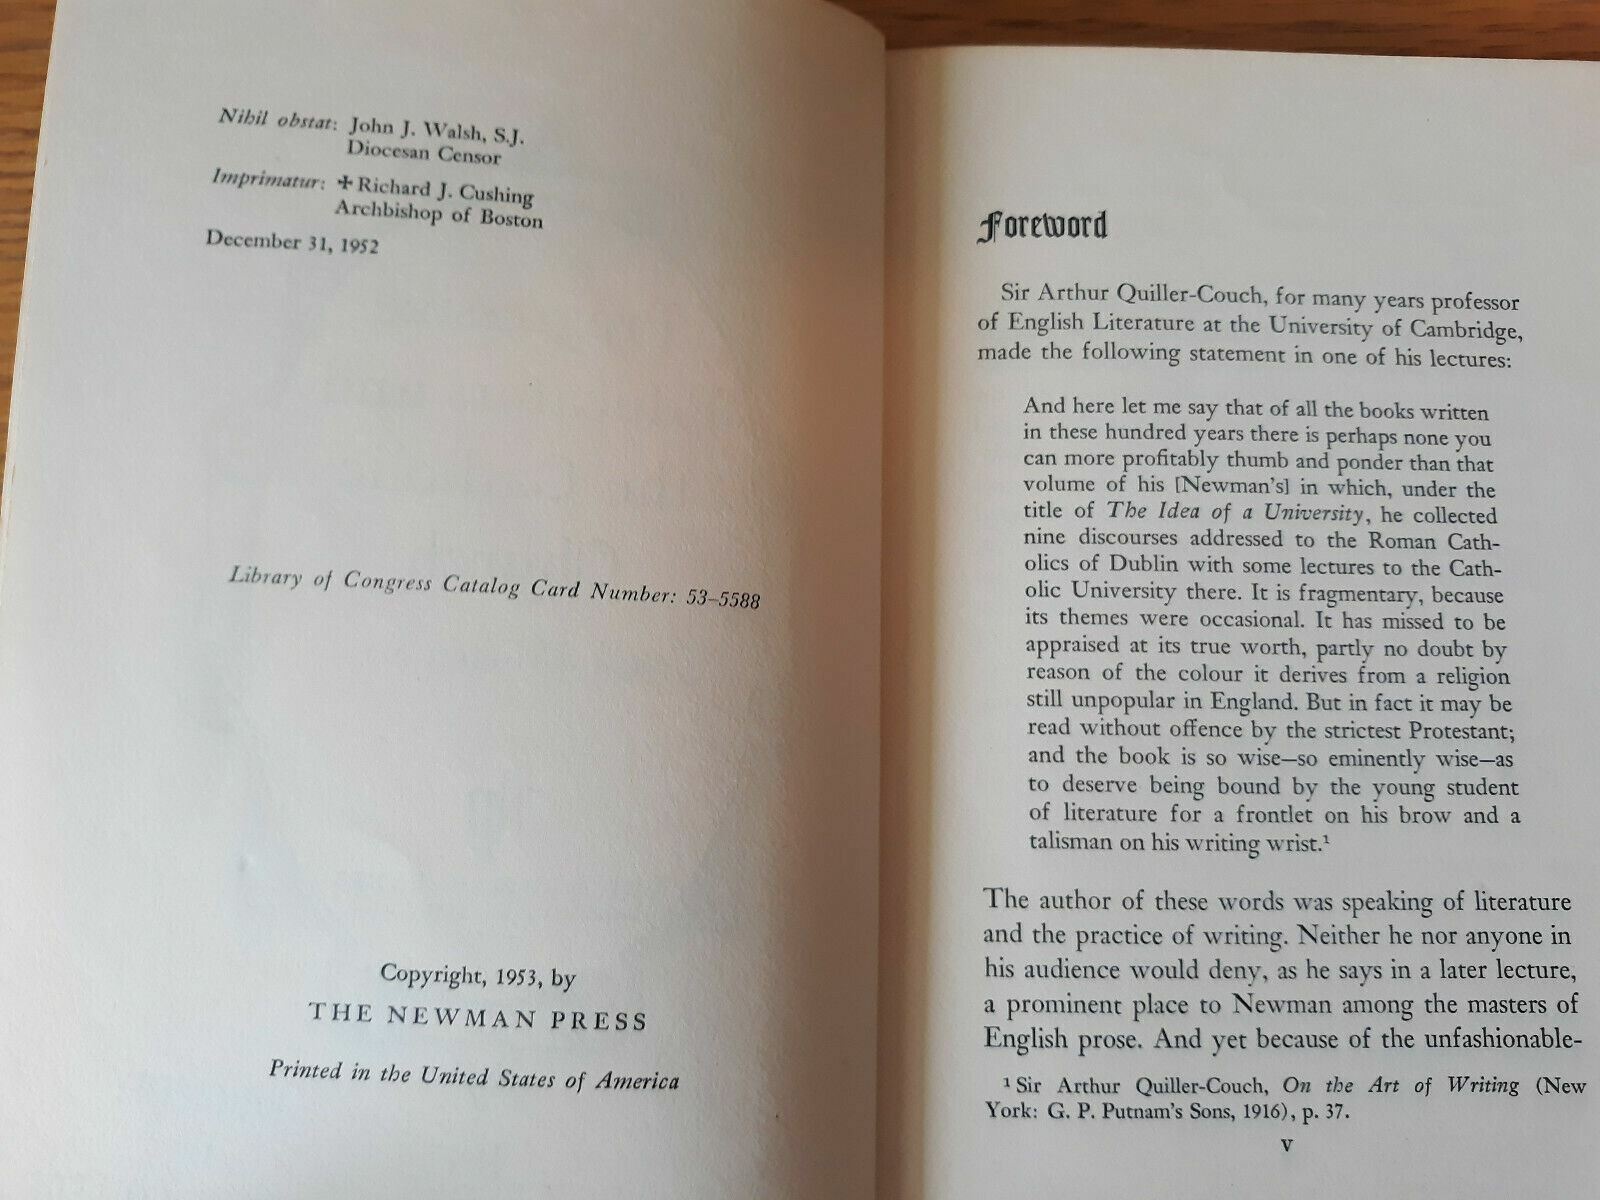 Nihil obstat: John J. Walsh, S.J.
Diocesan Censor
Imprimatur: ✠ Richard J. Cushing
Archbishop of Boston
December 31, 1952
Library of Congress Catalog Card Number: 53–5588
Copyright, 1953, by
THE NEWMAN PRESS
Printed in the United States of America
Foreword
Sir Arthur Quiller-Couch, for many years professor
of English Literature at the University of Cambridge,
made the following statement in one of his lectures:
And here let me say that of all the books written
in these hundred years there is perhaps none you
can more profitably thumb and ponder than that
volume of his [Newman's] in which, under the
title of The Idea of a University, he collected
nine discourses addressed to the Roman Cath-
olics of Dublin with some lectures to the Cath-
olic University there. It is fragmentary, because
its themes were occasional. It has missed to be
appraised at its true worth, partly no doubt by
reason of the colour it derives from a religion
still unpopular in England. But in fact it may be
read without offence by the strictest Protestant;
and the book is so wise—so eminently wise—as
to deserve being bound by the young student
of literature for a frontlet on his brow and a
talisman on his writing wrist.¹
The author of these words was speaking of literature
and the practice of writing. Neither he nor anyone in
his audience would deny, as he says in a later lecture,
a prominent place to Newman among the masters of
English prose. And yet because of the unfashionable-
¹ Sir Arthur Quiller-Couch, On the Art of Writing (New
York: G. P. Putnam's Sons, 1916), p. 37.
v